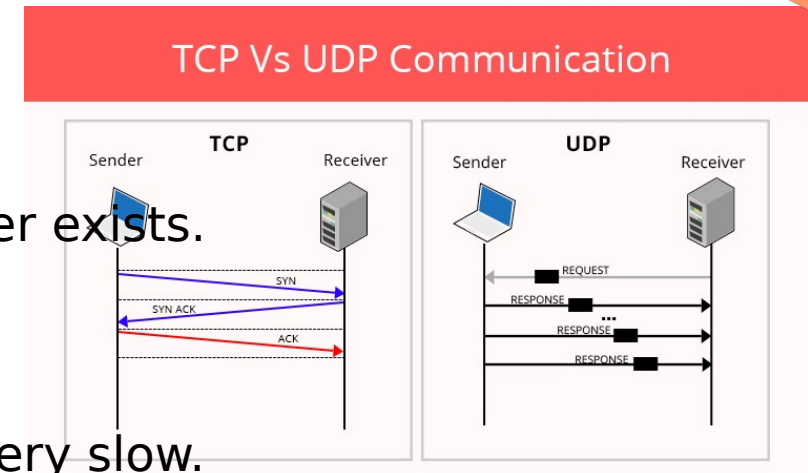 TCP Vs UDP Communication
TCP
Sender
Receiver
er exists.
SYN
SYN ACK
ACK
ery slow.
UDP
Sender
Receiver
REQUEST
RESPONSE
...
RESPONSE
RESPONSE